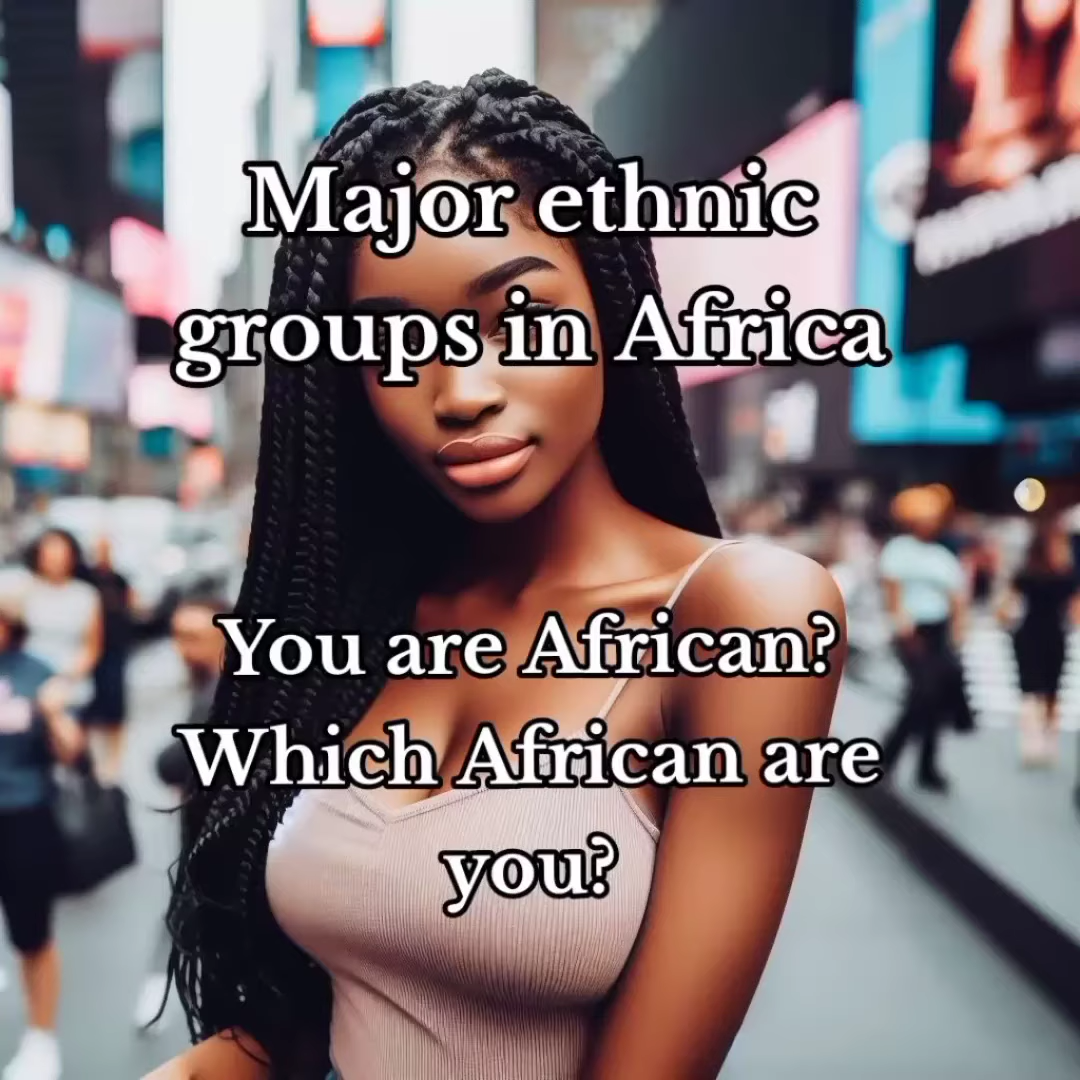 Major ethnic
groups in Africa
You are African?
Which African are
you?